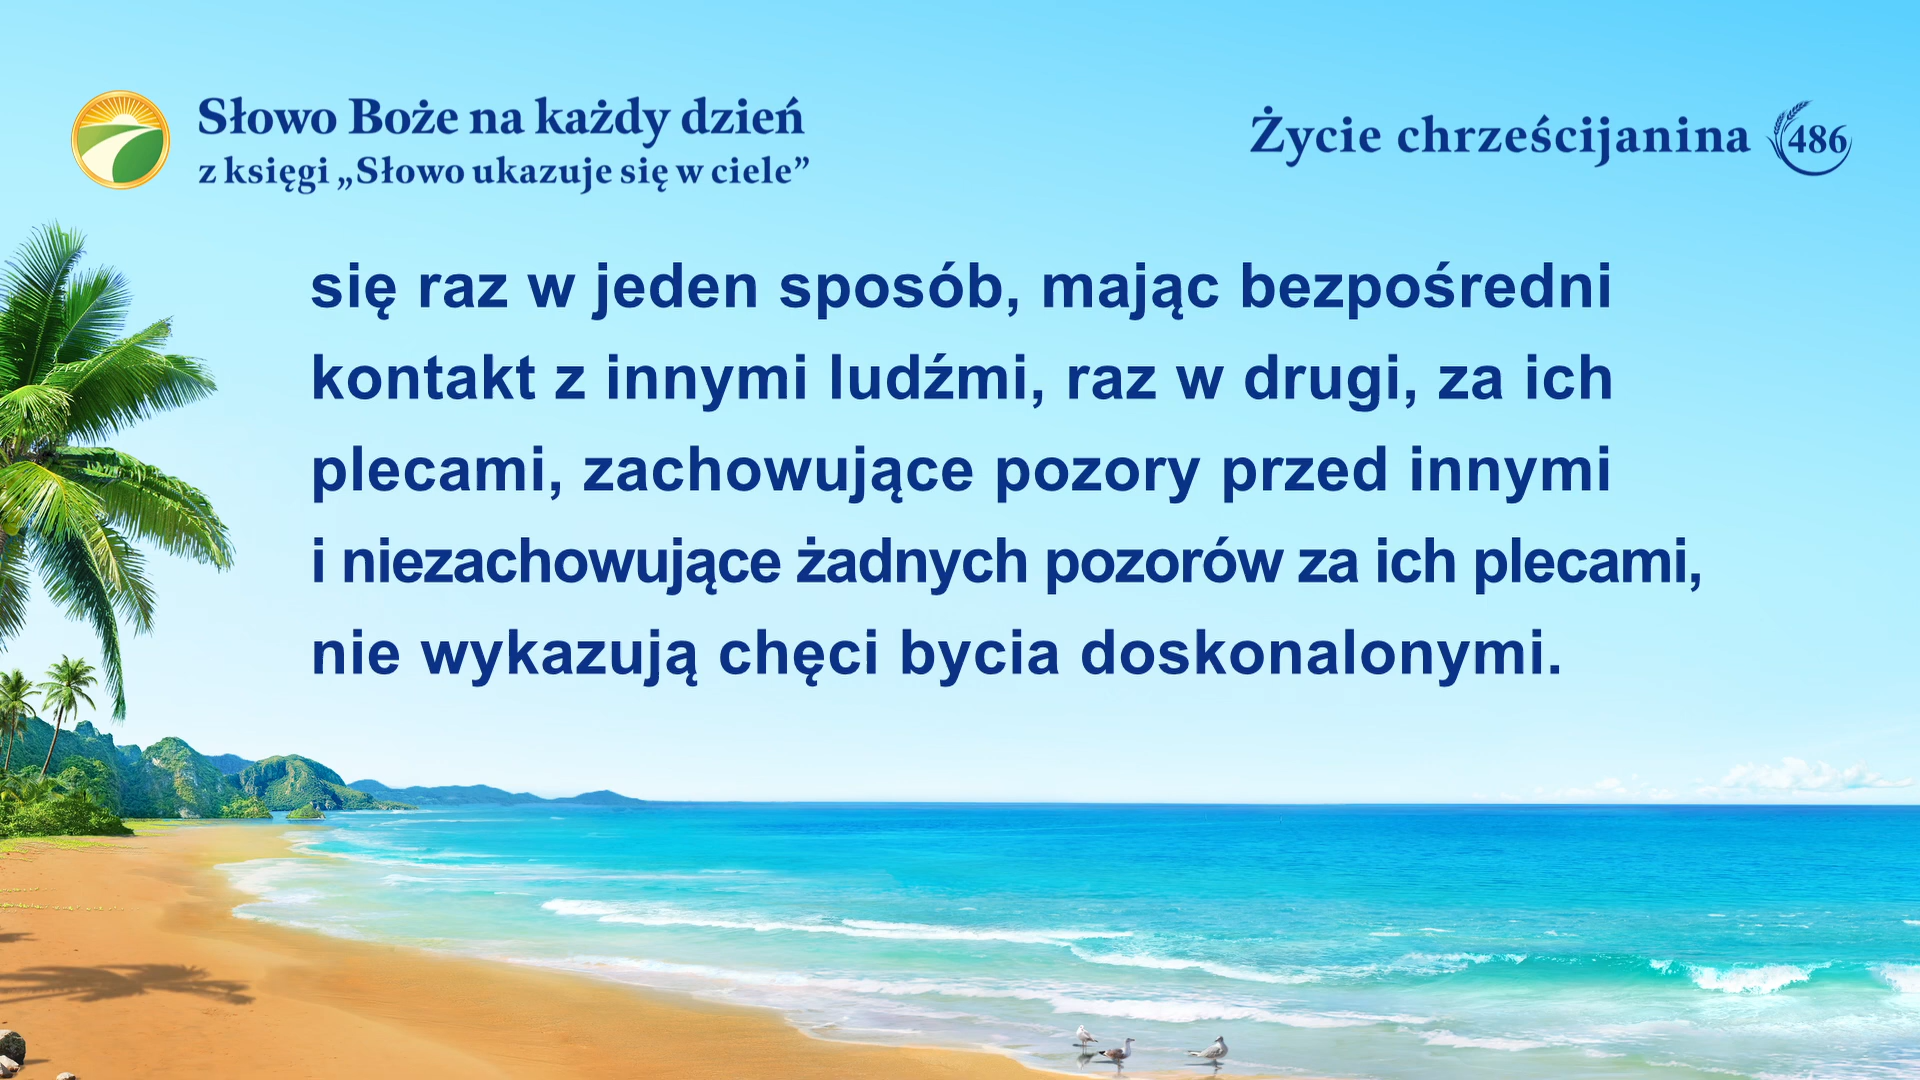 Słowo Boże na każdy dzień
z księgi „Słowo ukazuje się w ciele”
Życie chrześcijanina 486
się raz w jeden sposób, mając bezpośredni
kontakt z innymi ludźmi, raz w drugi, za ich
plecami, zachowujące pozory przed innymi
i niezachowujące żadnych pozorów za ich plecami,
nie wykazują chęci bycia doskonalonymi.